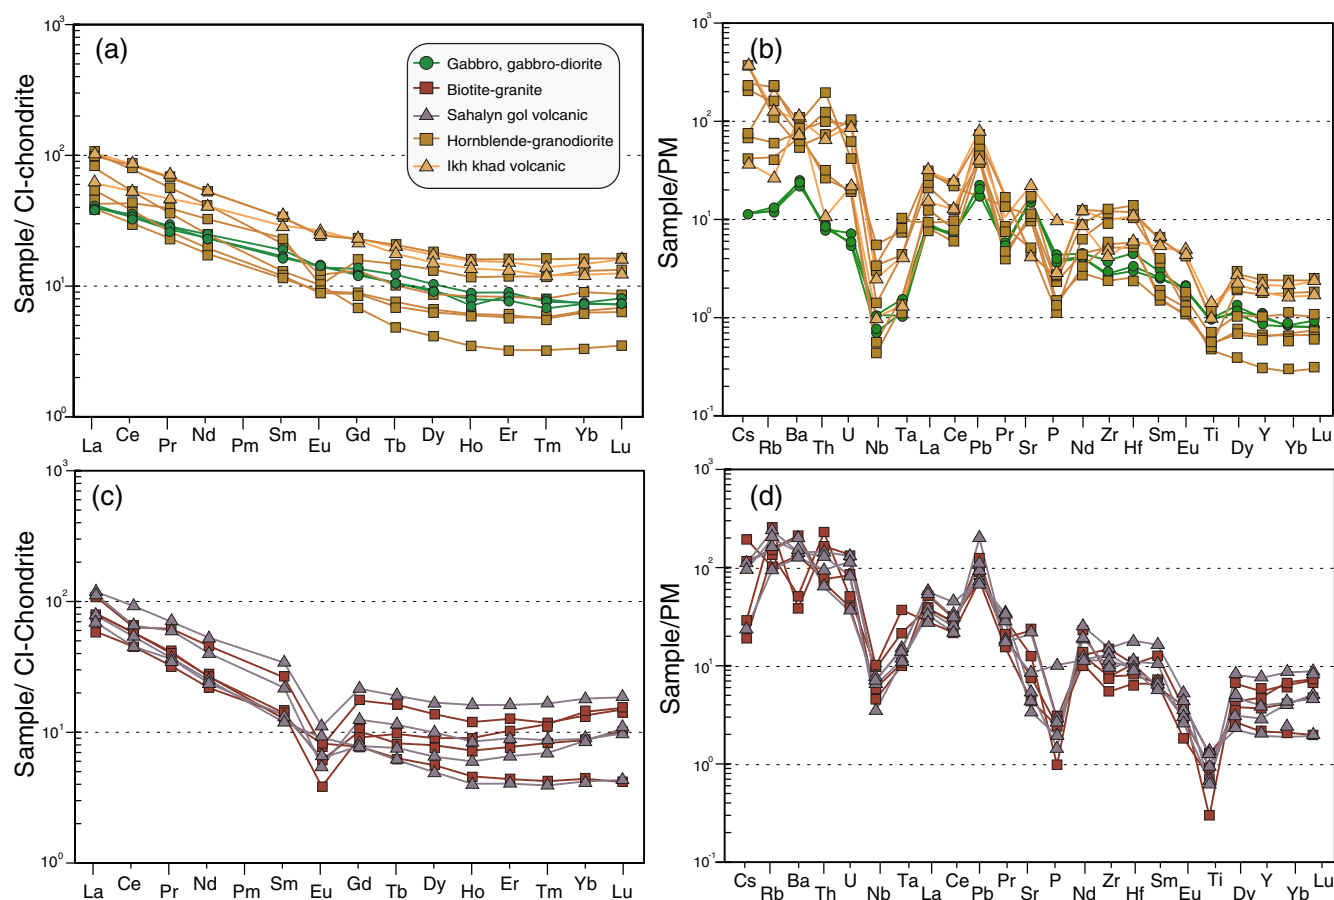 (a)
Sample/ CI-chondrite
10³
10²
10¹
10⁰
Gabbro, gabbro-diorite
Biotite-granite
Sahalyn gol volcanic
Hornblende-granodiorite
Ikh khad volcanic
La Ce Pr Nd Pm Sm Eu Gd Tb Dy Ho Er Tm Yb Lu
(b)
Sample/PM
10³
10²
10¹
10⁰
10⁻¹
Cs Rb Ba Th U Nb Ta La Ce Pb Pr Sr P Nd Zr Hf Sm Eu Ti Dy Y Yb Lu
(c)
Sample/ CI-Chondrite
10³
10²
10¹
10⁰
La Ce Pr Nd Pm Sm Eu Gd Tb Dy Ho Er Tm Yb Lu
(d)
Sample/PM
10³
10²
10¹
10⁰
10⁻¹
Cs Rb Ba Th U Nb Ta La Ce Pb Pr Sr P Nd Zr Hf Sm Eu Ti Dy Y Yb Lu